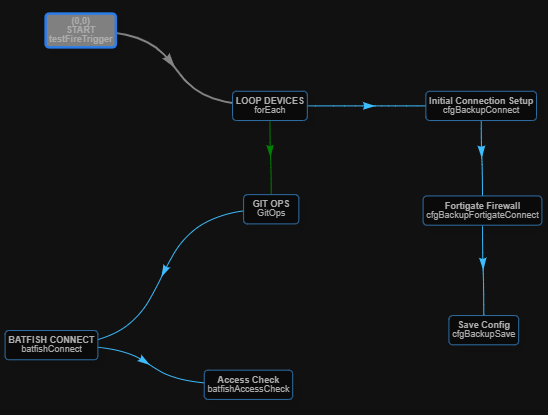 (0,0)
START
testFireTrigger
LOOP DEVICES
forEach
Initial Connection Setup
cfgBackupConnect
GIT OPS
GitOps
Fortigate Firewall
cfgBackupFortigateConnect
Save Config
cfgBackupSave
BATFISH CONNECT
batfishConnect
Access Check
batfishAccessCheck